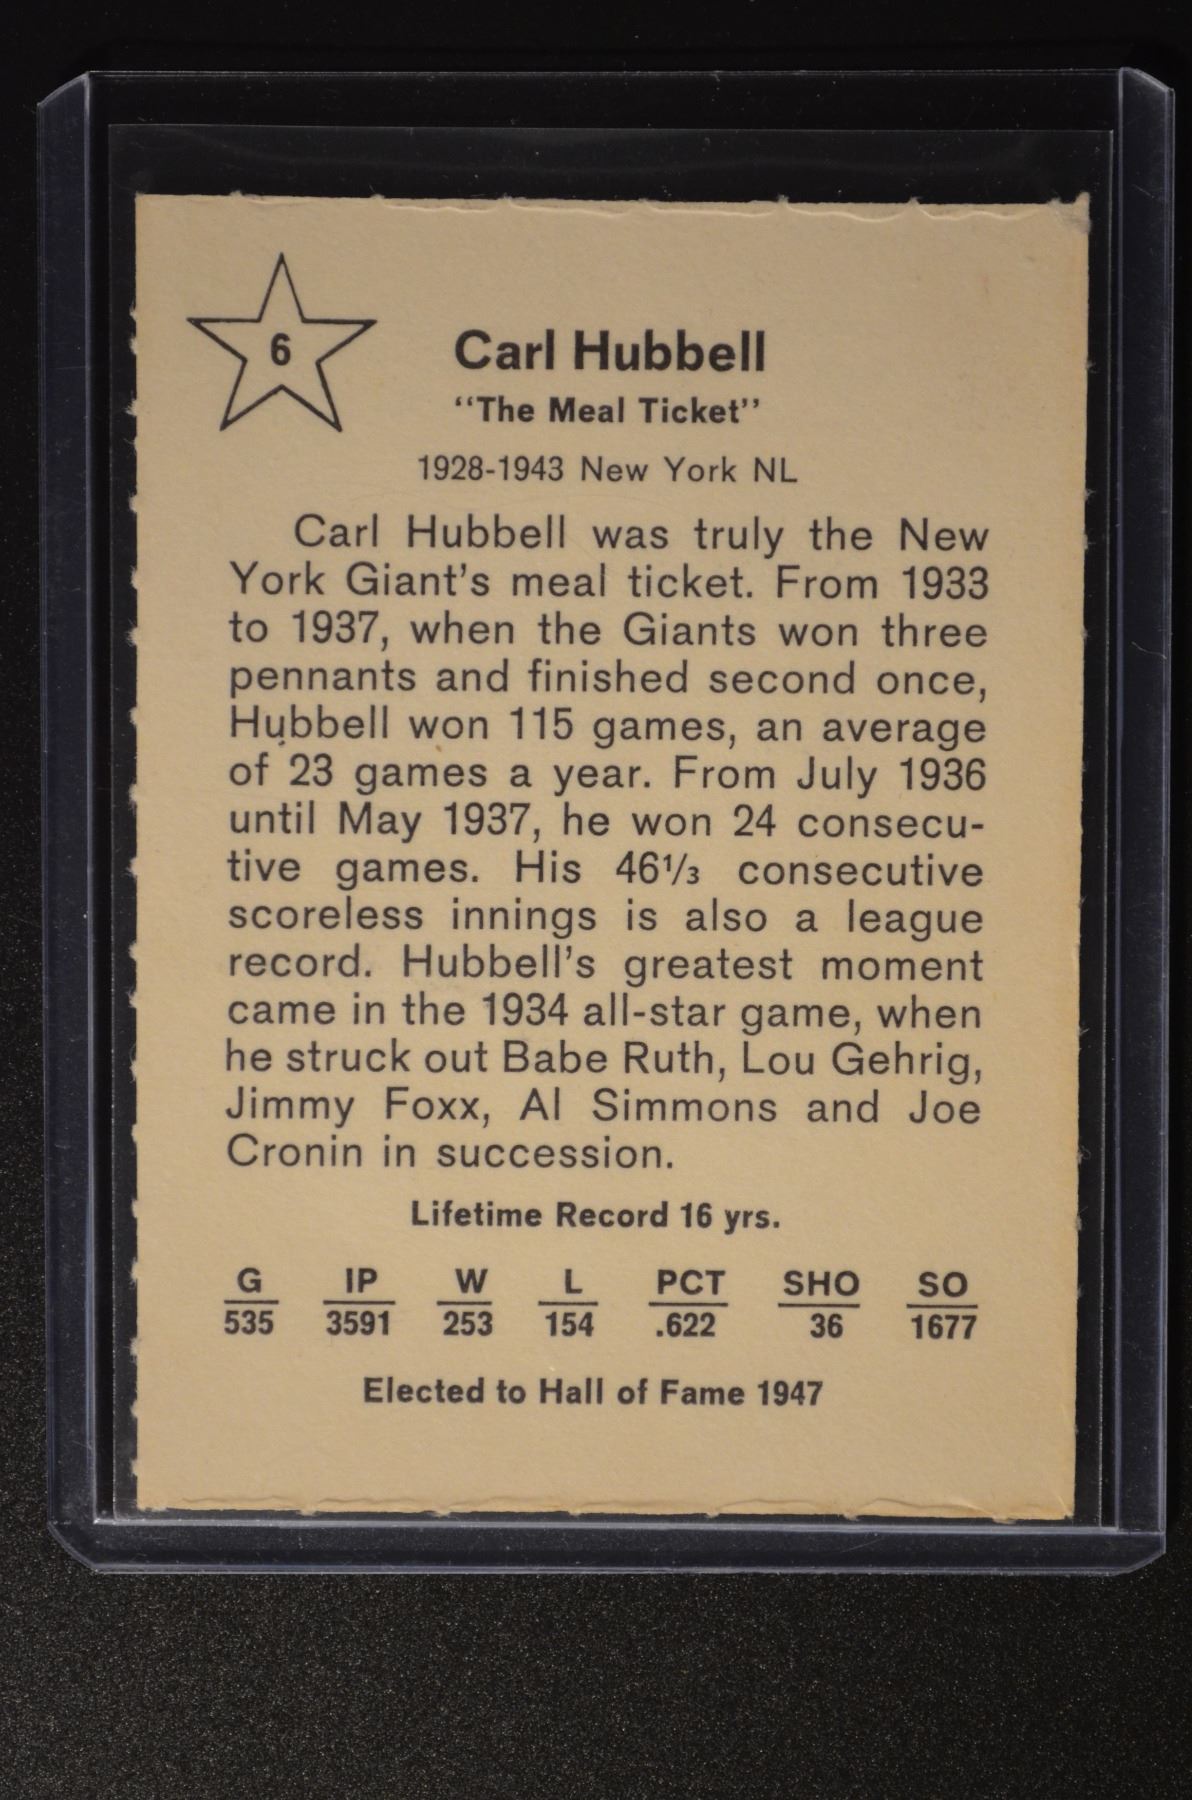 6
Carl Hubbell
“The Meal Ticket”
1928-1943 New York NL
Carl Hubbell was truly the New
York Giant’s meal ticket. From 1933
to 1937, when the Giants won three
pennants and finished second once,
Hubbell won 115 games, an average
of 23 games a year. From July 1936
until May 1937, he won 24 consecu-
tive games. His 46⅓ consecutive
scoreless innings is also a league
record. Hubbell’s greatest moment
came in the 1934 all-star game, when
he struck out Babe Ruth, Lou Gehrig,
Jimmy Foxx, Al Simmons and Joe
Cronin in succession.
Lifetime Record 16 yrs.
G IP W L PCT SHO SO
535 3591 253 154 .622 36 1677
Elected to Hall of Fame 1947